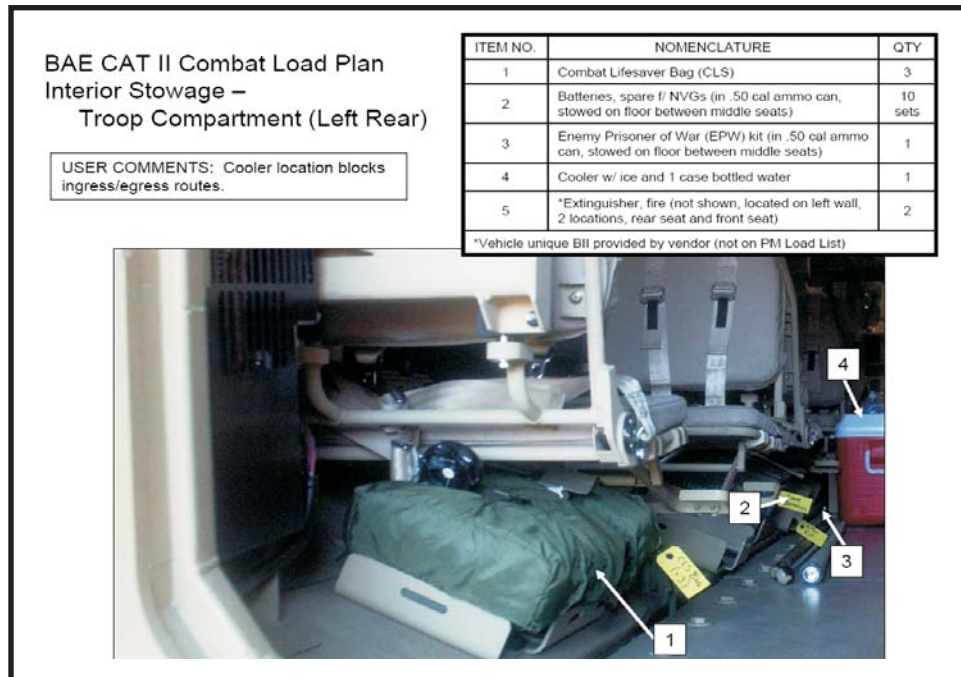 BAE CAT II Combat Load Plan
Interior Stowage –
Troop Compartment (Left Rear)
USER COMMENTS: Cooler location blocks
ingress/egress routes.
ITEM NO. NOMENCLATURE QTY
1 Combat Lifesaver Bag (CLS) 3
2 Batteries, spare f/ NVGs (in .50 cal ammo can,
stowed on floor between middle seats) 10
sets
3 Enemy Prisoner of War (EPW) kit (in .50 cal ammo
can, stowed on floor between middle seats) 1
4 Cooler w/ ice and 1 case bottled water 1
5 *Extinguisher, fire (not shown, located on left wall,
2 locations, rear seat and front seat) 2
*Vehicle unique BII provided by vendor (not on PM Load List)
4
2
3
1